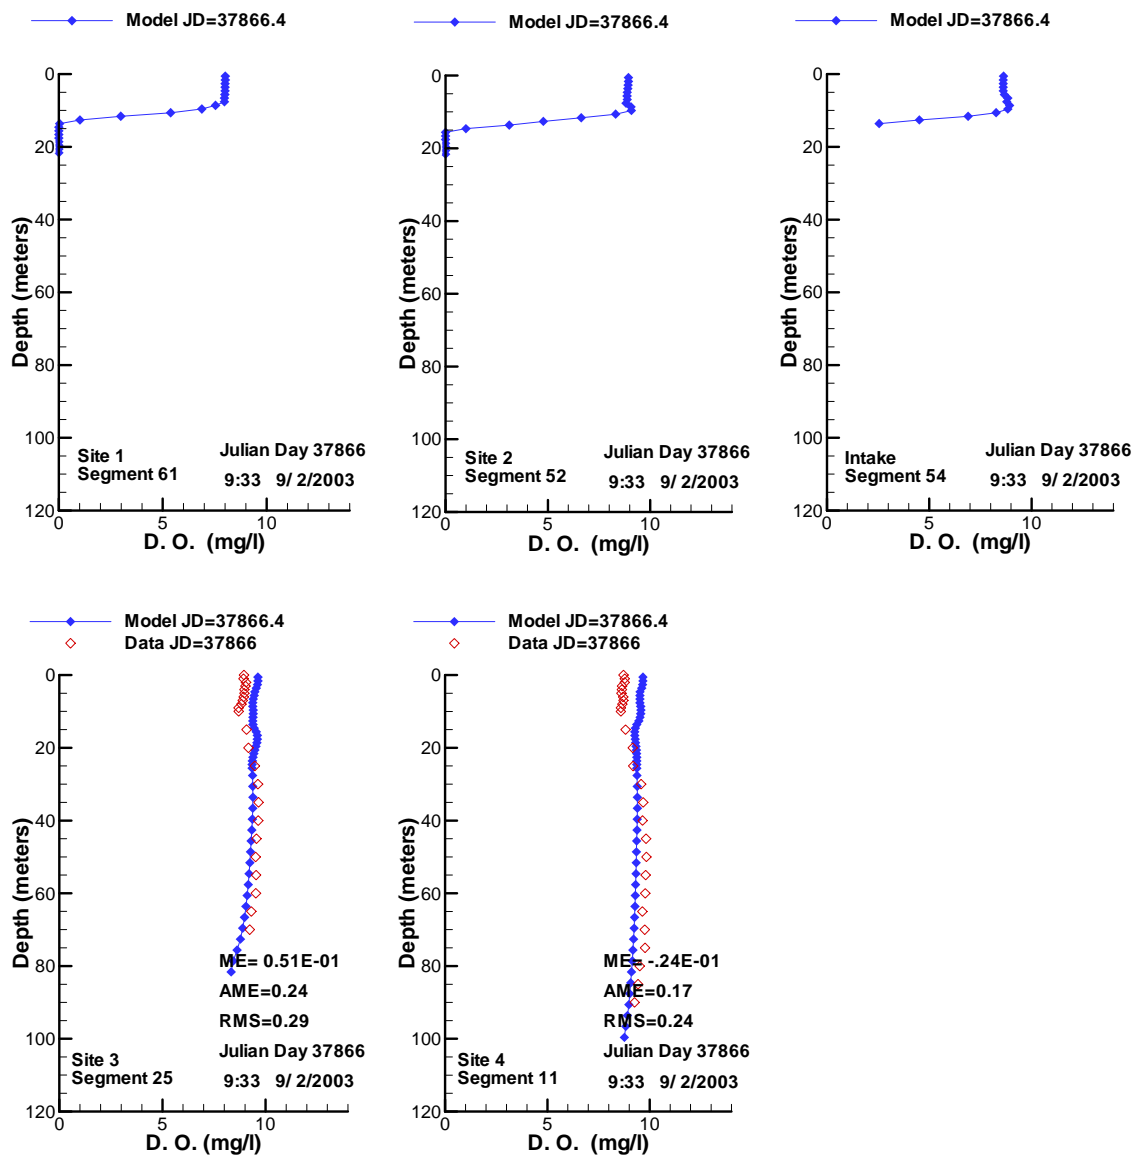 Model JD=37866.4
0
20
40
60
80
100
120
Depth (meters)
0 5 10
D. O. (mg/l)
Site 1
Segment 61
Julian Day 37866
9:33 9/ 2/2003
Model JD=37866.4
0
20
40
60
80
100
120
Depth (meters)
0 5 10
D. O. (mg/l)
Site 2
Segment 52
Julian Day 37866
9:33 9/ 2/2003
Model JD=37866.4
0
20
40
60
80
100
120
Depth (meters)
0 5 10
D. O. (mg/l)
Intake
Segment 54
Julian Day 37866
9:33 9/ 2/2003
Model JD=37866.4
Data JD=37866
0
20
40
60
80
100
120
Depth (meters)
0 5 10
D. O. (mg/l)
ME= 0.51E-01
AME=0.24
RMS=0.29
Site 3
Segment 25
Julian Day 37866
9:33 9/ 2/2003
Model JD=37866.4
Data JD=37866
0
20
40
60
80
100
120
Depth (meters)
0 5 10
D. O. (mg/l)
ME= -.24E-01
AME=0.17
RMS=0.24
Site 4
Segment 11
Julian Day 37866
9:33 9/ 2/2003